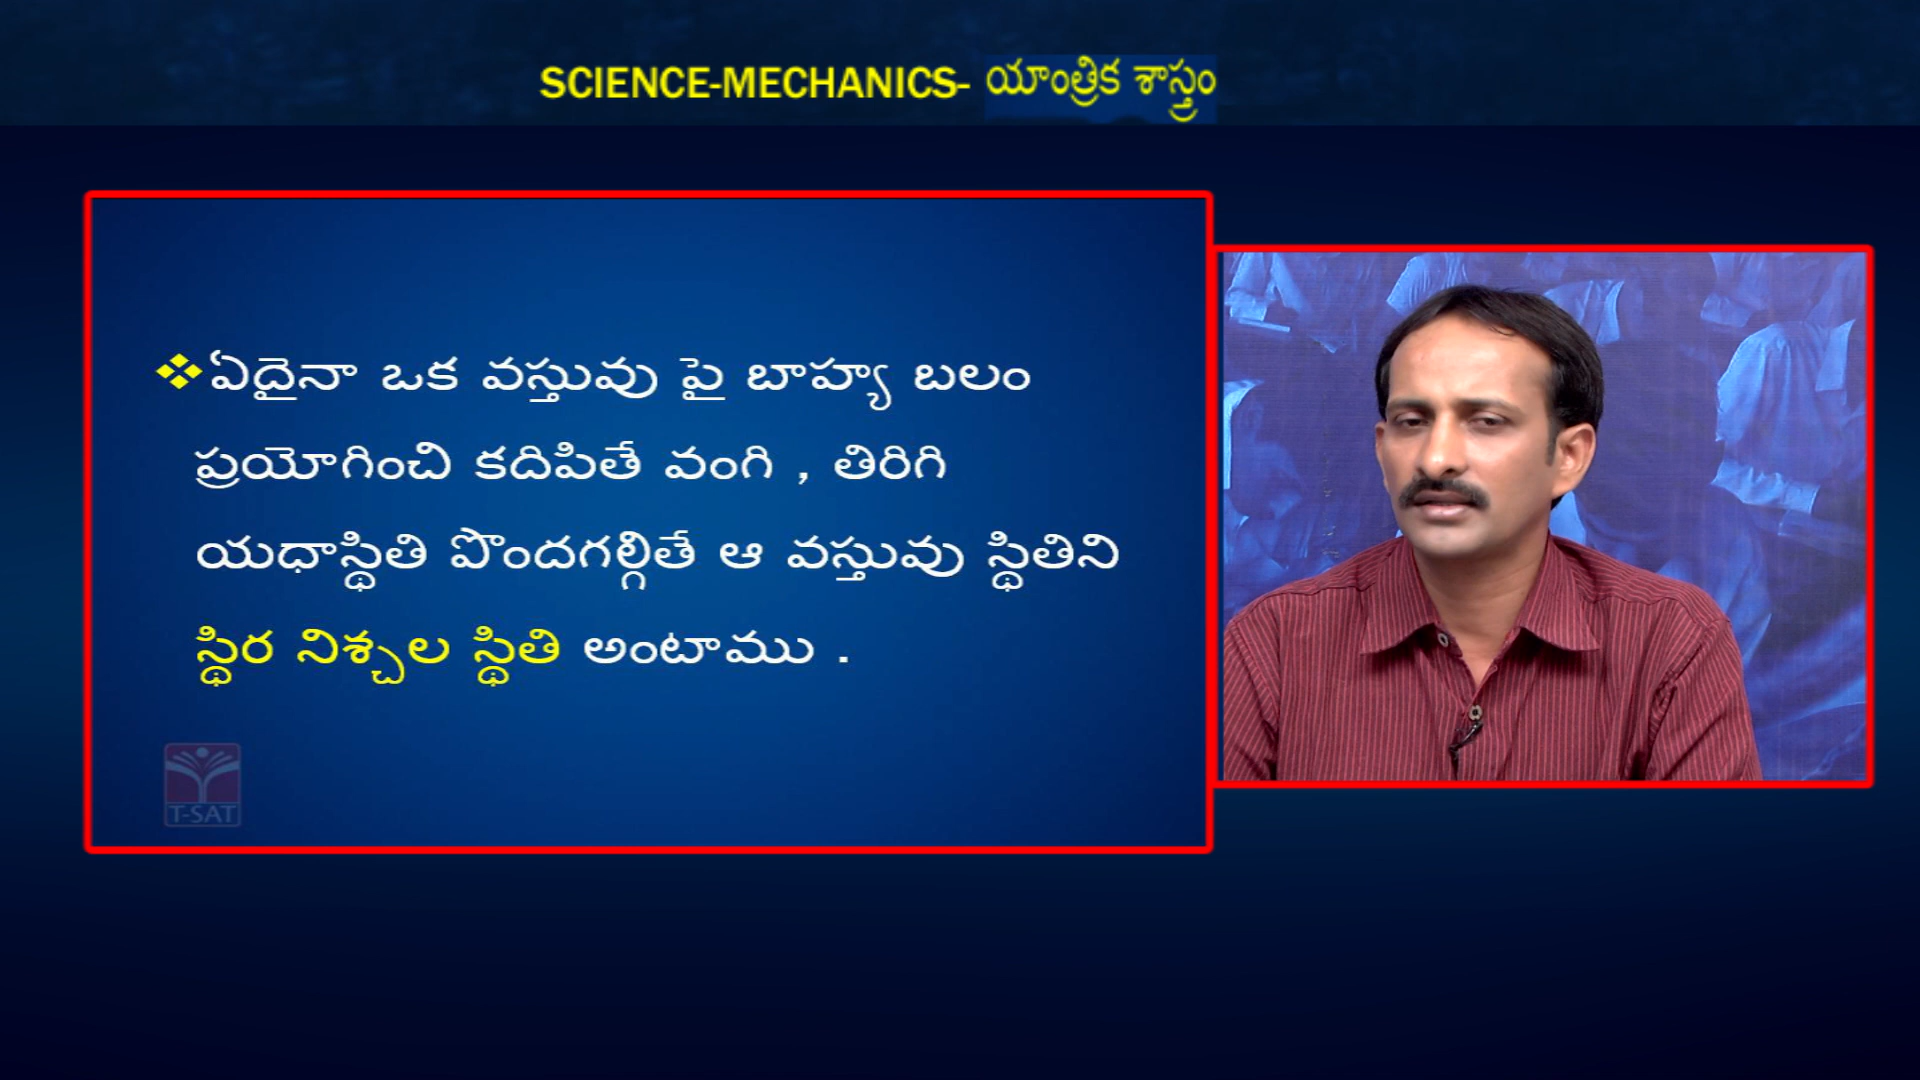 SCIENCE-MECHANICS- యాంత్రిక శాస్త్రం
❖ఏదైనా ఒక వస్తువు పై బాహ్య బలం
ప్రయోగించి కదిపితే వంగి , తిరిగి
యధాస్థితి పొందగల్గితే ఆ వస్తువు స్థితిని
స్థిర నిశ్చల స్థితి అంటాము .
T-SAT